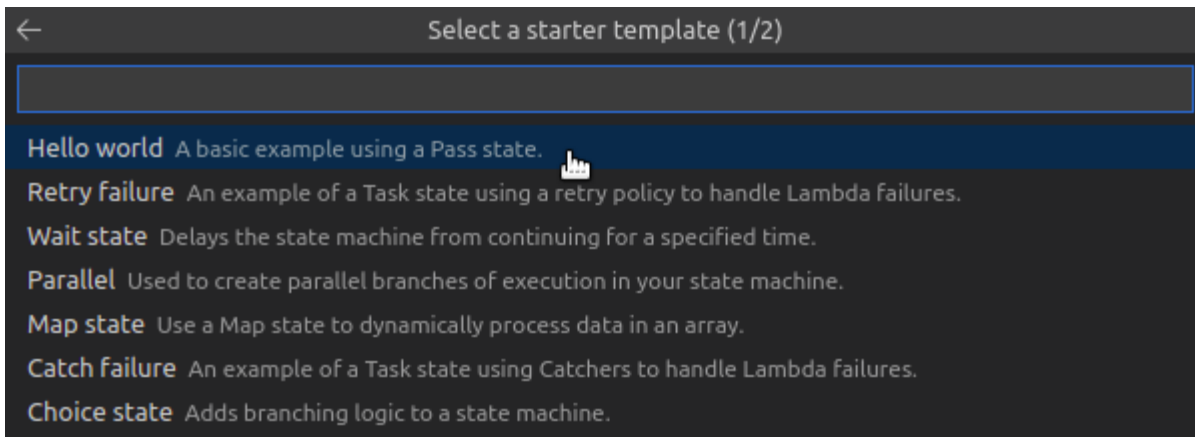 Select a starter template (1/2)
Hello world A basic example using a Pass state.
Retry failure An example of a Task state using a retry policy to handle Lambda failures.
Wait state Delays the state machine from continuing for a specified time.
Parallel Used to create parallel branches of execution in your state machine.
Map state Use a Map state to dynamically process data in an array.
Catch failure An example of a Task state using Catchers to handle Lambda failures.
Choice state Adds branching logic to a state machine.